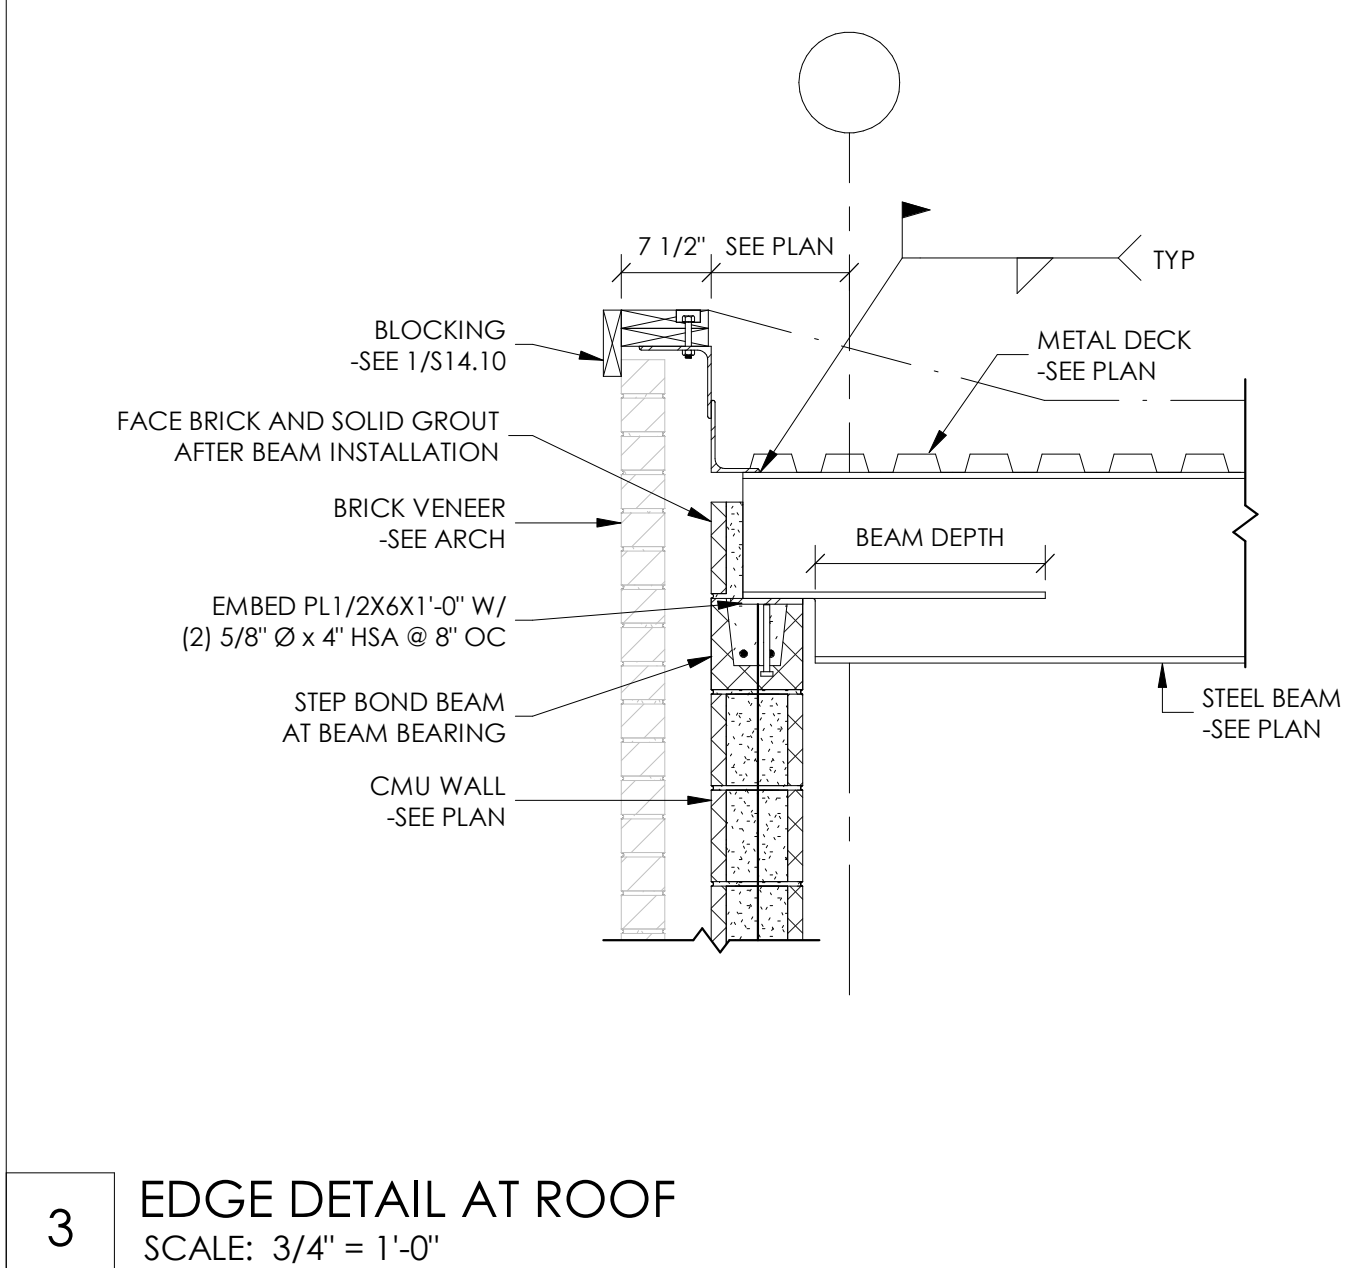 7 1/2" SEE PLAN
TYP
BLOCKING
-SEE 1/S14.10
METAL DECK
-SEE PLAN
FACE BRICK AND SOLID GROUT
AFTER BEAM INSTALLATION
BRICK VENEER
-SEE ARCH
BEAM DEPTH
EMBED PL1/2X6X1'-0" W/
(2) 5/8" Ø x 4" HSA @ 8" OC
STEP BOND BEAM
AT BEAM BEARING
STEEL BEAM
-SEE PLAN
CMU WALL
-SEE PLAN
3
EDGE DETAIL AT ROOF
SCALE: 3/4" = 1'-0"